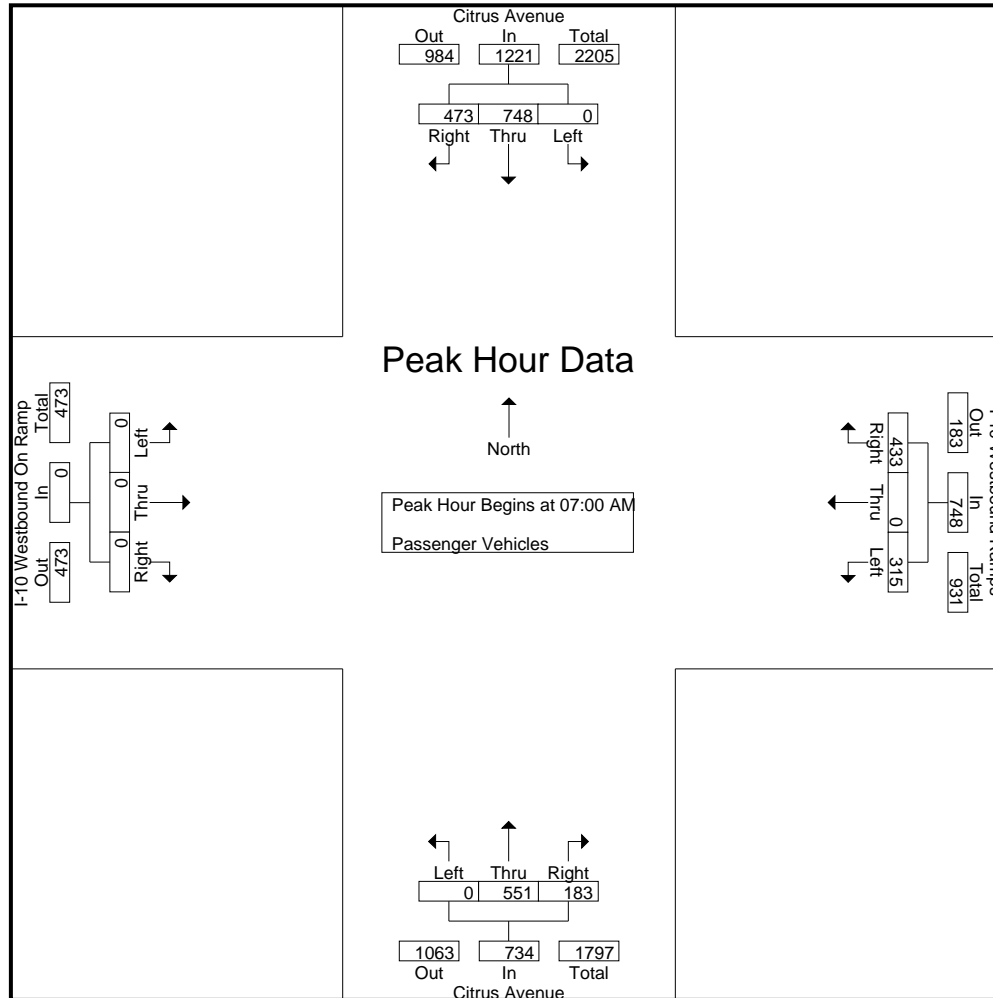 Citrus Avenue
Out In Total
984 1221 2205
473 748 0
Right Thru Left
Peak Hour Data
North
Peak Hour Begins at 07:00 AM
Passenger Vehicles
I-10 Westbound On Ramp
Total In Out
473 0 473
0 0 0
Left Thru Right
Right Thru Left
433 0 315
183 748 931
Out In Total
Westbound Ramps
Left Thru Right
0 551 183
1063 734 1797
Out In Total
Citrus Avenue